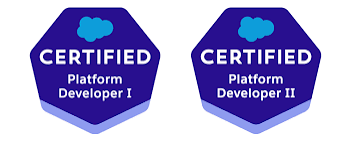 CERTIFIED
Platform
Developer I
CERTIFIED
Platform
Developer II